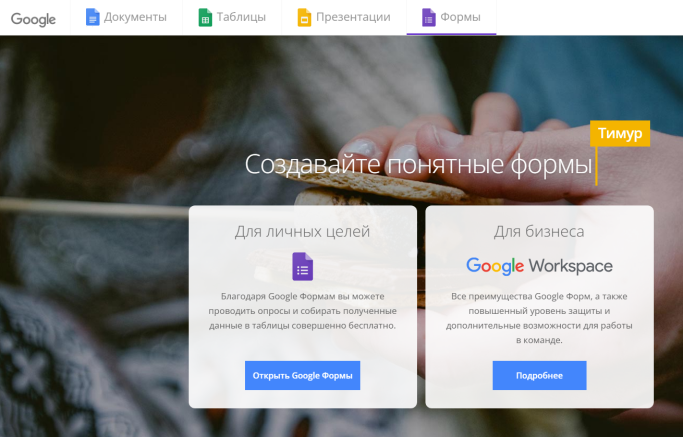 Google Документы Таблицы Презентации Формы
Тимур
Создавайте понятные формы
Для личных целей
Благодаря Google Формам вы можете
проводить опросы и собирать полученные
данные в таблицы совершенно бесплатно.
Открыть Google Формы
Для бизнеса
Google Workspace
Все преимущества Google Форм, а также
повышенный уровень защиты и
дополнительные возможности для работы
в команде.
Подробнее